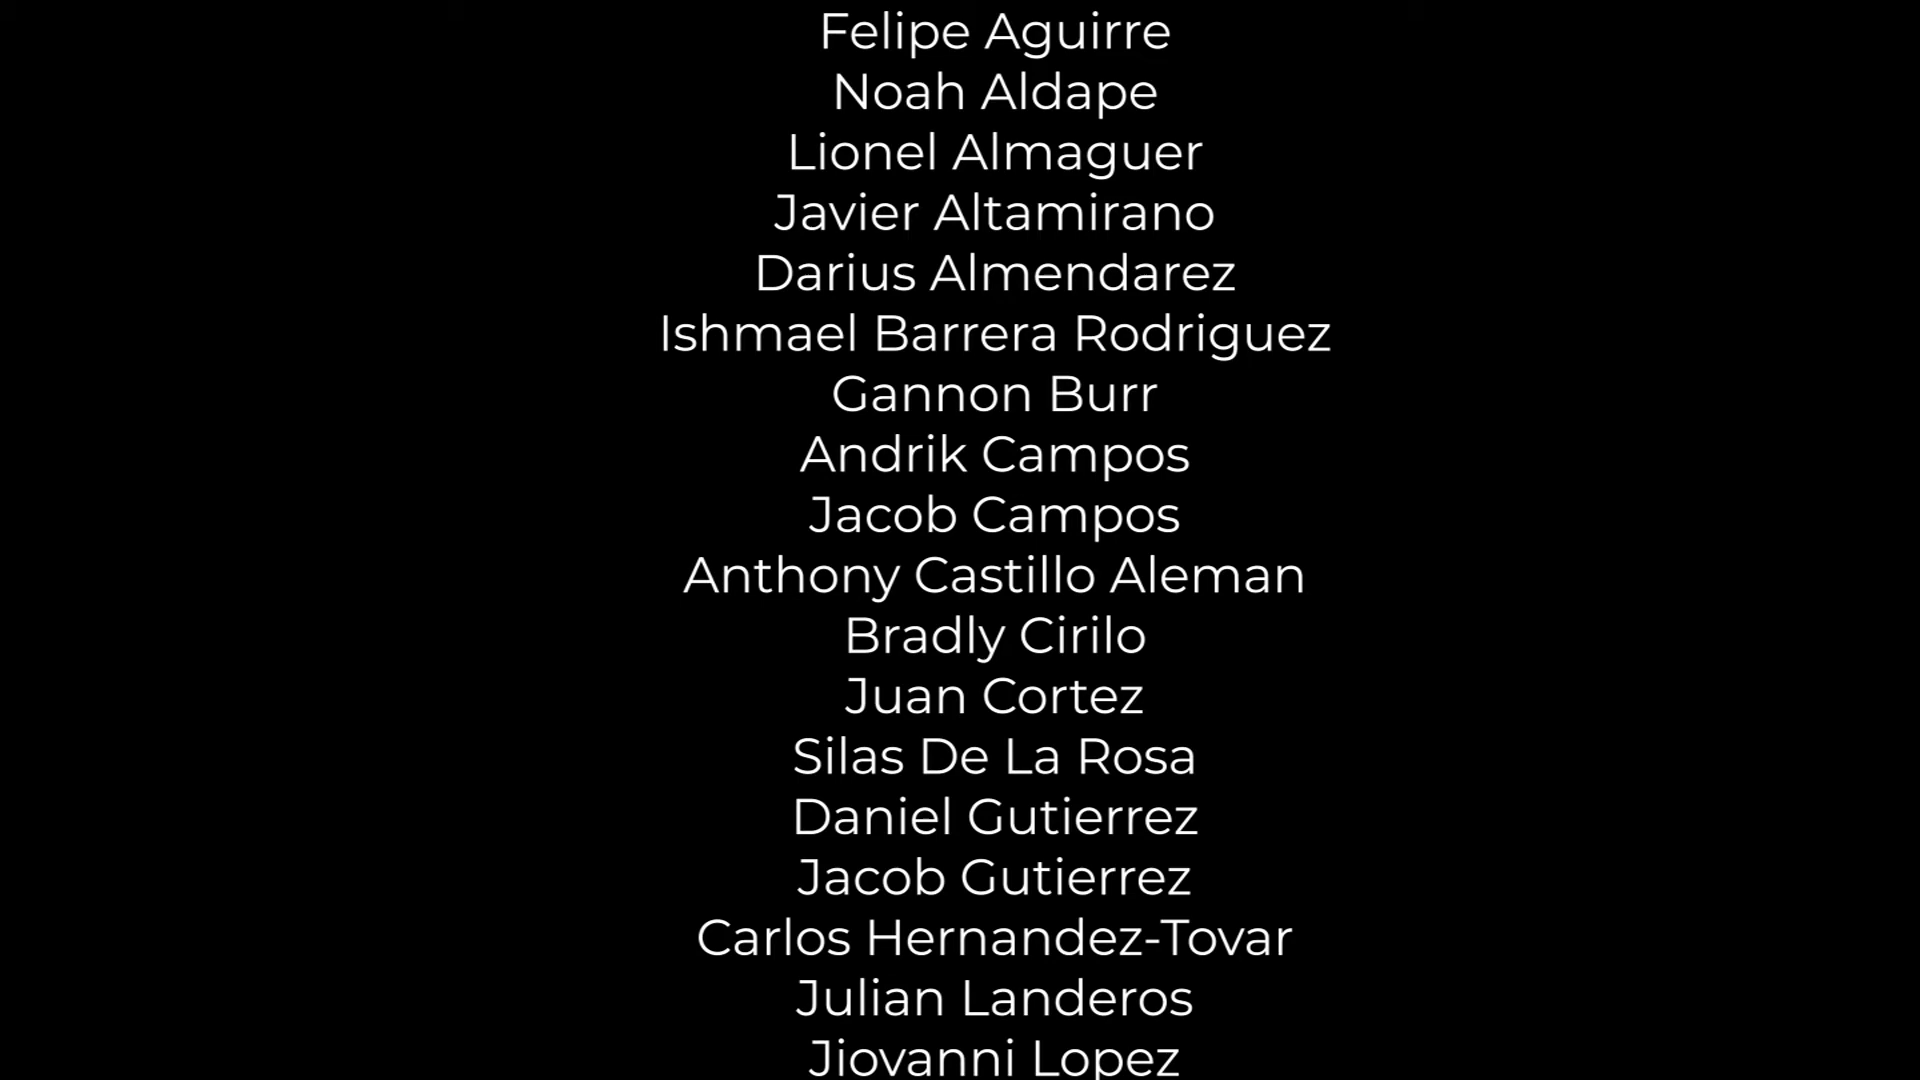 Felipe Aguirre
Noah Aldape
Lionel Almaguer
Javier Altamirano
Darius Almendarez
Ishmael Barrera Rodriguez
Gannon Burr
Andrik Campos
Jacob Campos
Anthony Castillo Aleman
Bradly Cirilo
Juan Cortez
Silas De La Rosa
Daniel Gutierrez
Jacob Gutierrez
Carlos Hernandez-Tovar
Julian Landeros
Jiovanni Lopez